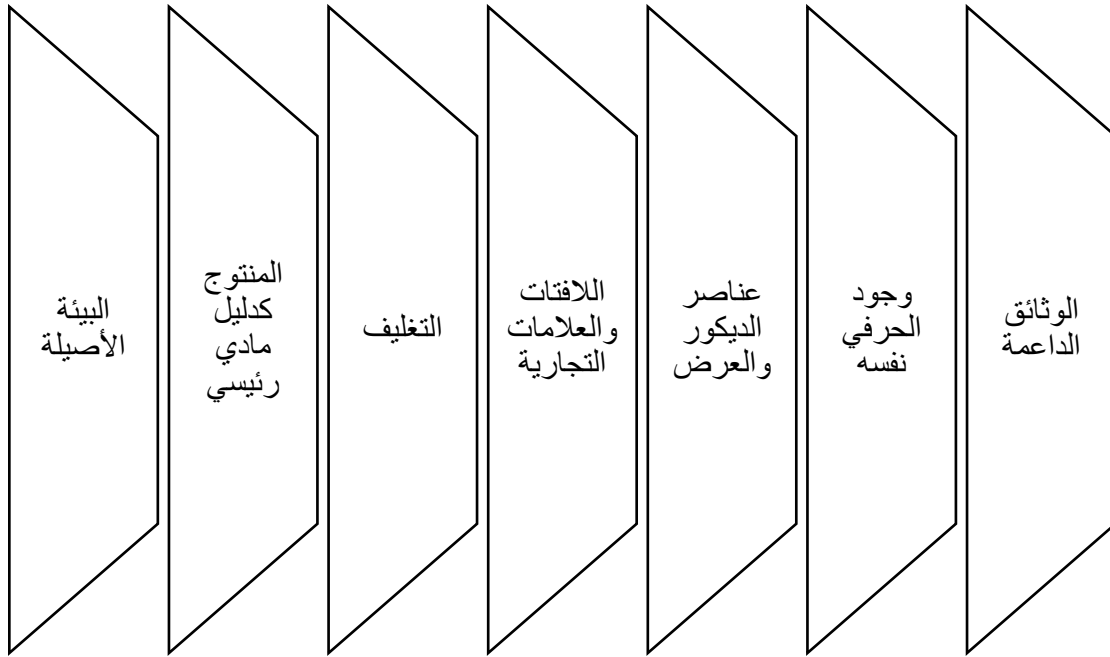 الوثائق
الداعمة
وجود
الحرفي
نفسه
عناصر
الديكور
والعرض
اللافتات
والعلامات
التجارية
التغليف
المنتوج
كدليل
مادي
رئيسي
البيئة
الأصيلة